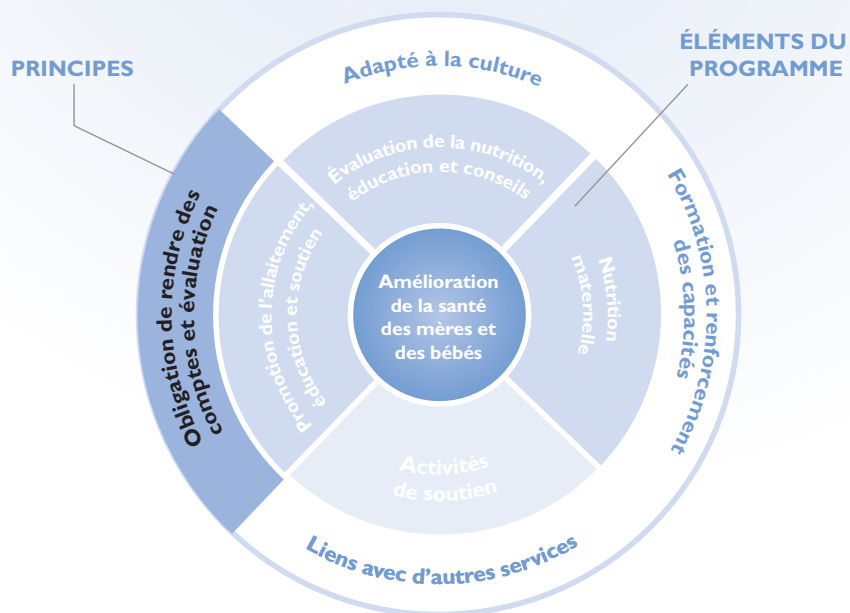 PRINCIPES
ÉLÉMENTS DU
PROGRAMME
Adapté à la culture
Évaluation de la nutrition,
éducation et conseils
Formation et renforcement
des capacités
Nutrition
maternelle
Obligation de rendre des
comptes et évaluation
Promotion de l'allaitement,
éducation et soutien
Amélioration
de la santé
des mères et
des bébés
Activités
de soutien
Liens avec d'autres services